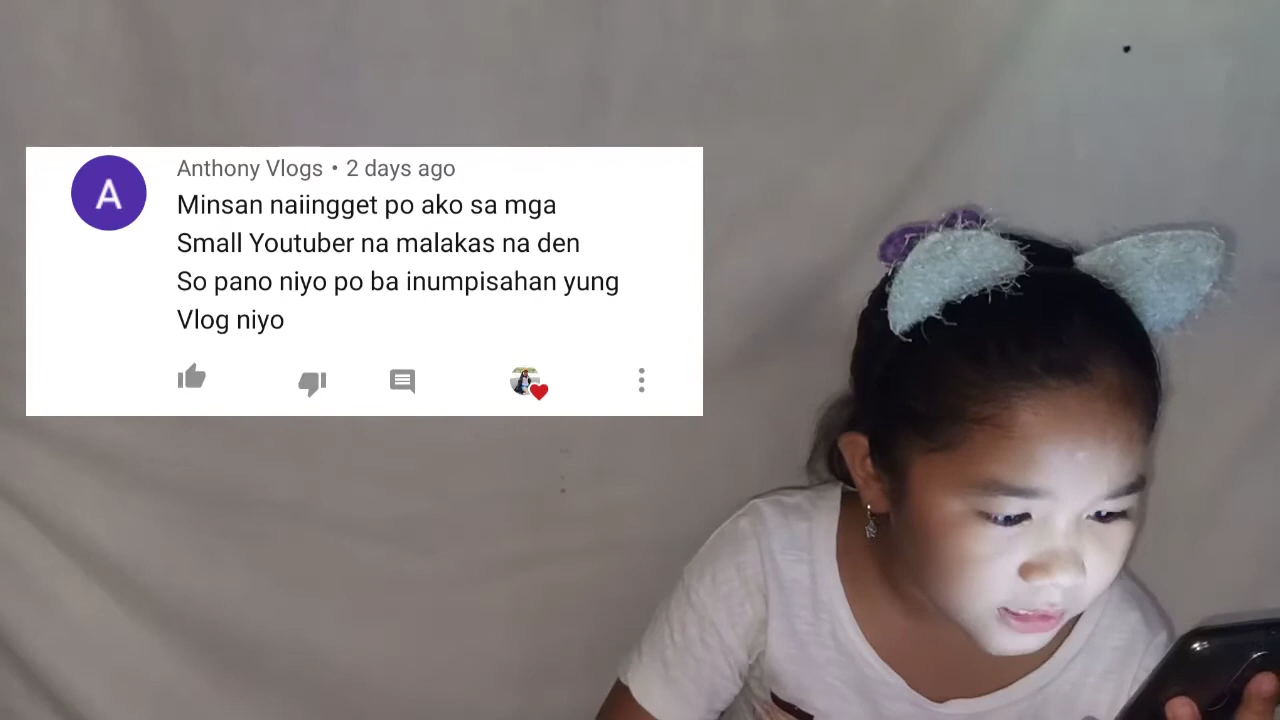 A
Anthony Vlogs • 2 days ago
Minsan naiingget po ako sa mga
Small Youtuber na malakas na den
So pano niyo po ba inumpisahan yung
Vlog niyo